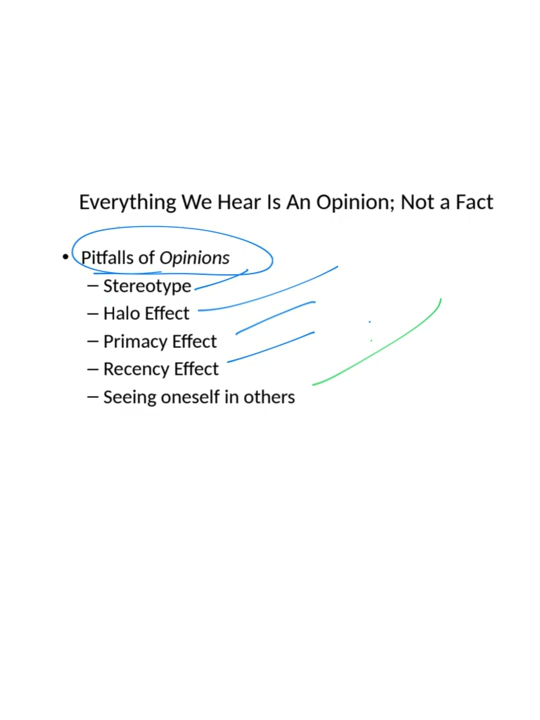 Everything We Hear Is An Opinion; Not a Fact
• Pitfalls of Opinions
– Stereotype
– Halo Effect
– Primacy Effect
– Recency Effect
– Seeing oneself in others